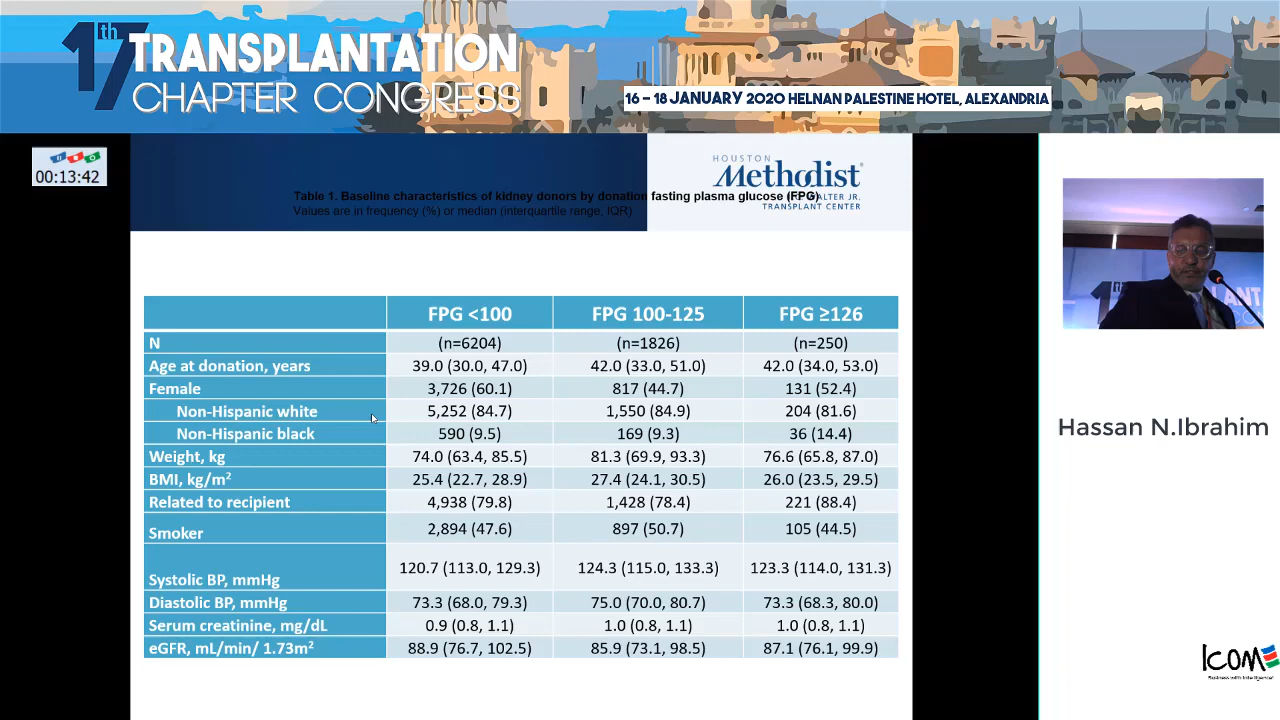 17th TRANSPLANTATION
CHAPTER CONGRESS
16 – 18 JANUARY 2020 HELNAN PALESTINE HOTEL, ALEXANDRIA
00:13:42
HOUSTON
Methodist
WALTER JR.
TRANSPLANT CENTER
Table 1. Baseline characteristics of kidney donors by donation fasting plasma glucose (FPG)
Values are in frequency (%) or median (interquartile range, IQR)
FPG <100 FPG 100-125 FPG ≥126
N (n=6204) (n=1826) (n=250)
Age at donation, years 39.0 (30.0, 47.0) 42.0 (33.0, 51.0) 42.0 (34.0, 53.0)
Female 3,726 (60.1) 817 (44.7) 131 (52.4)
Non-Hispanic white 5,252 (84.7) 1,550 (84.9) 204 (81.6)
Non-Hispanic black 590 (9.5) 169 (9.3) 36 (14.4)
Weight, kg 74.0 (63.4, 85.5) 81.3 (69.9, 93.3) 76.6 (65.8, 87.0)
BMI, kg/m² 25.4 (22.7, 28.9) 27.4 (24.1, 30.5) 26.0 (23.5, 29.5)
Related to recipient 4,938 (79.8) 1,428 (78.4) 221 (88.4)
Smoker 2,894 (47.6) 897 (50.7) 105 (44.5)
Systolic BP, mmHg 120.7 (113.0, 129.3) 124.3 (115.0, 133.3) 123.3 (114.0, 131.3)
Diastolic BP, mmHg 73.3 (68.0, 79.3) 75.0 (70.0, 80.7) 73.3 (68.3, 80.0)
Serum creatinine, mg/dL 0.9 (0.8, 1.1) 1.0 (0.8, 1.1) 1.0 (0.8, 1.1)
eGFR, mL/min/ 1.73m² 88.9 (76.7, 102.5) 85.9 (73.1, 98.5) 87.1 (76.1, 99.9)
Hassan N.Ibrahim
ICOM
Business with Intelligence